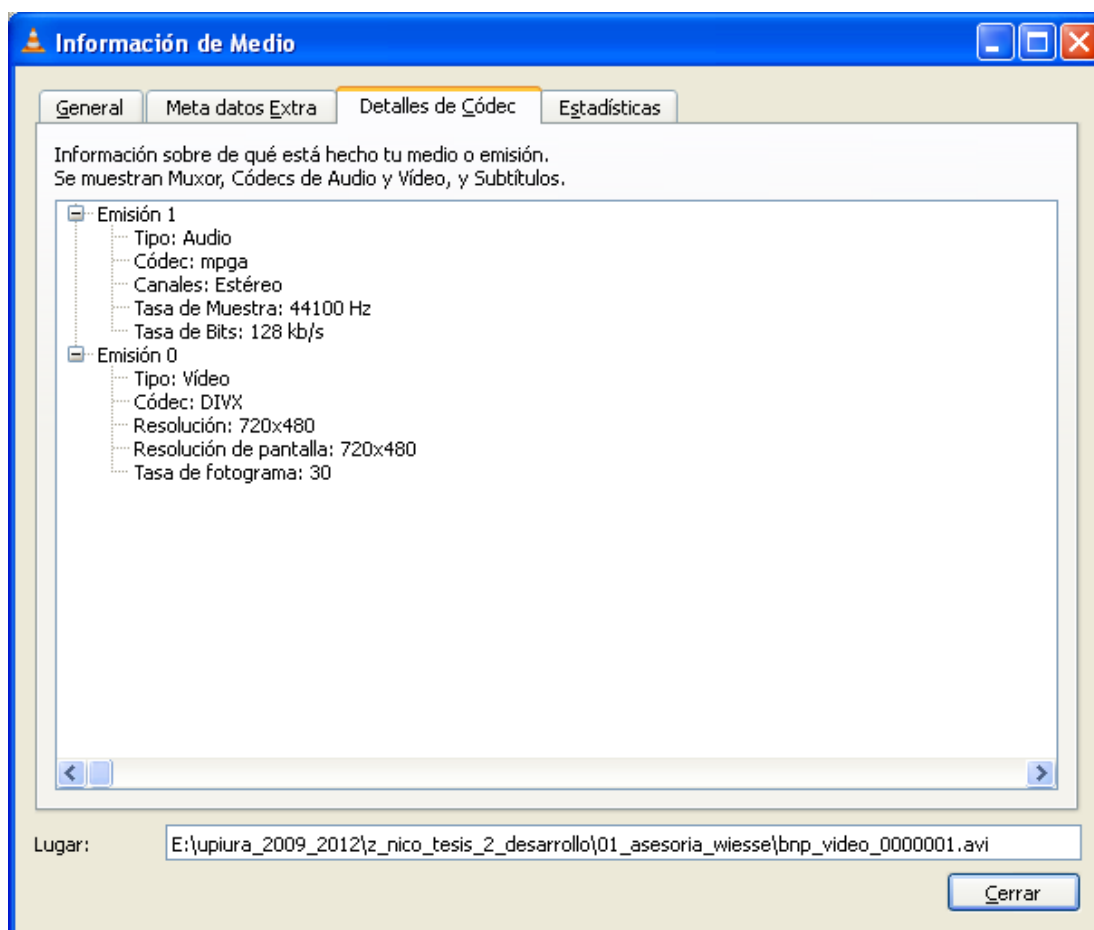 Información de Medio
General
Meta datos Extra
Detalles de Códec
Estadísticas
Información sobre de qué está hecho tu medio o emisión.
Se muestran Muxor, Códecs de Audio y Vídeo, y Subtítulos.
Emisión 1
Tipo: Audio
Códec: mpga
Canales: Estéreo
Tasa de Muestra: 44100 Hz
Tasa de Bits: 128 kb/s
Emisión 0
Tipo: Vídeo
Códec: DIVX
Resolución: 720x480
Resolución de pantalla: 720x480
Tasa de fotograma: 30
Lugar: E:\upiura_2009_2012\z_nico_tesis_2_desarrollo\01_asesoria_wiesse\bnp_video_0000001.avi
Cerrar